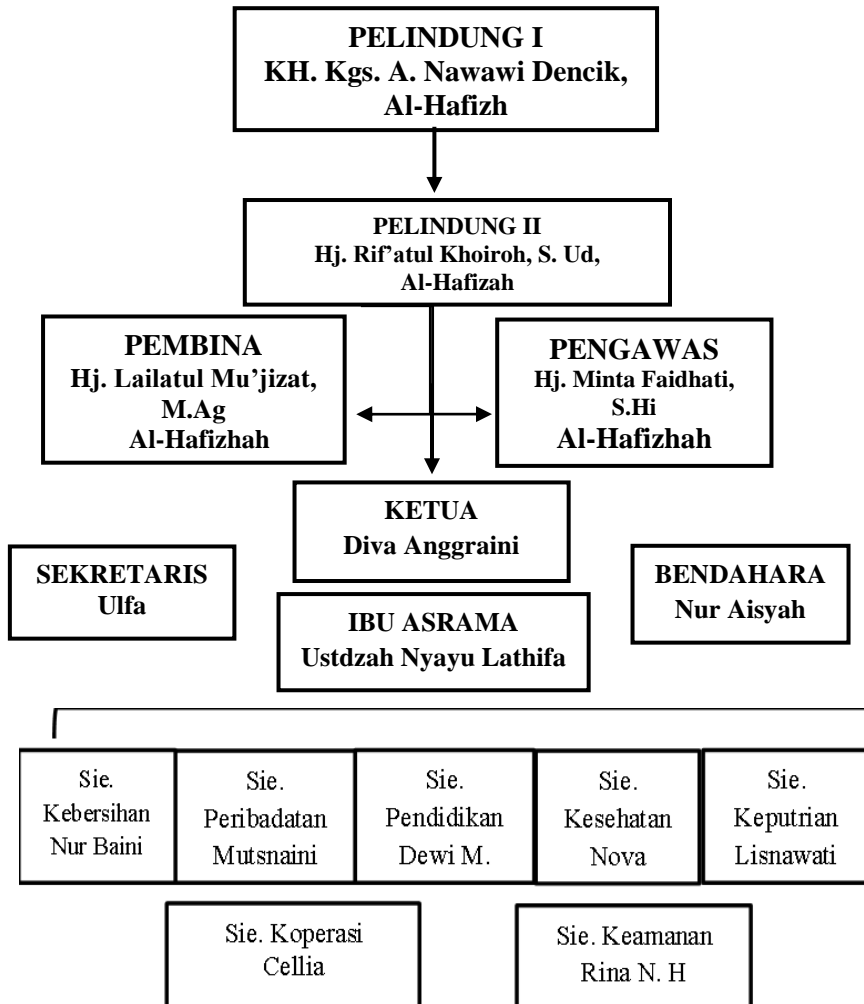 PELINDUNG I
KH. Kgs. A. Nawawi Dencik,
Al-Hafizh
PELINDUNG II
Hj. Rif’atul Khoiroh, S. Ud,
Al-Hafizah
PEMBINA
Hj. Lailatul Mu’jizat,
M.Ag
Al-Hafizhah
PENGAWAS
Hj. Minta Faidhati,
S.Hi
Al-Hafizhah
KETUA
Diva Anggraini
SEKRETARIS
Ulfa
BENDAHARA
Nur Aisyah
IBU ASRAMA
Ustdzah Nyayu Lathifa
Sie.
Kebersihan
Nur Baini
Sie.
Peribadatan
Mutsnaini
Sie.
Pendidikan
Dewi M.
Sie.
Kesehatan
Nova
Sie.
Keputrian
Lisnawati
Sie. Koperasi
Cellia
Sie. Keamanan
Rina N. H